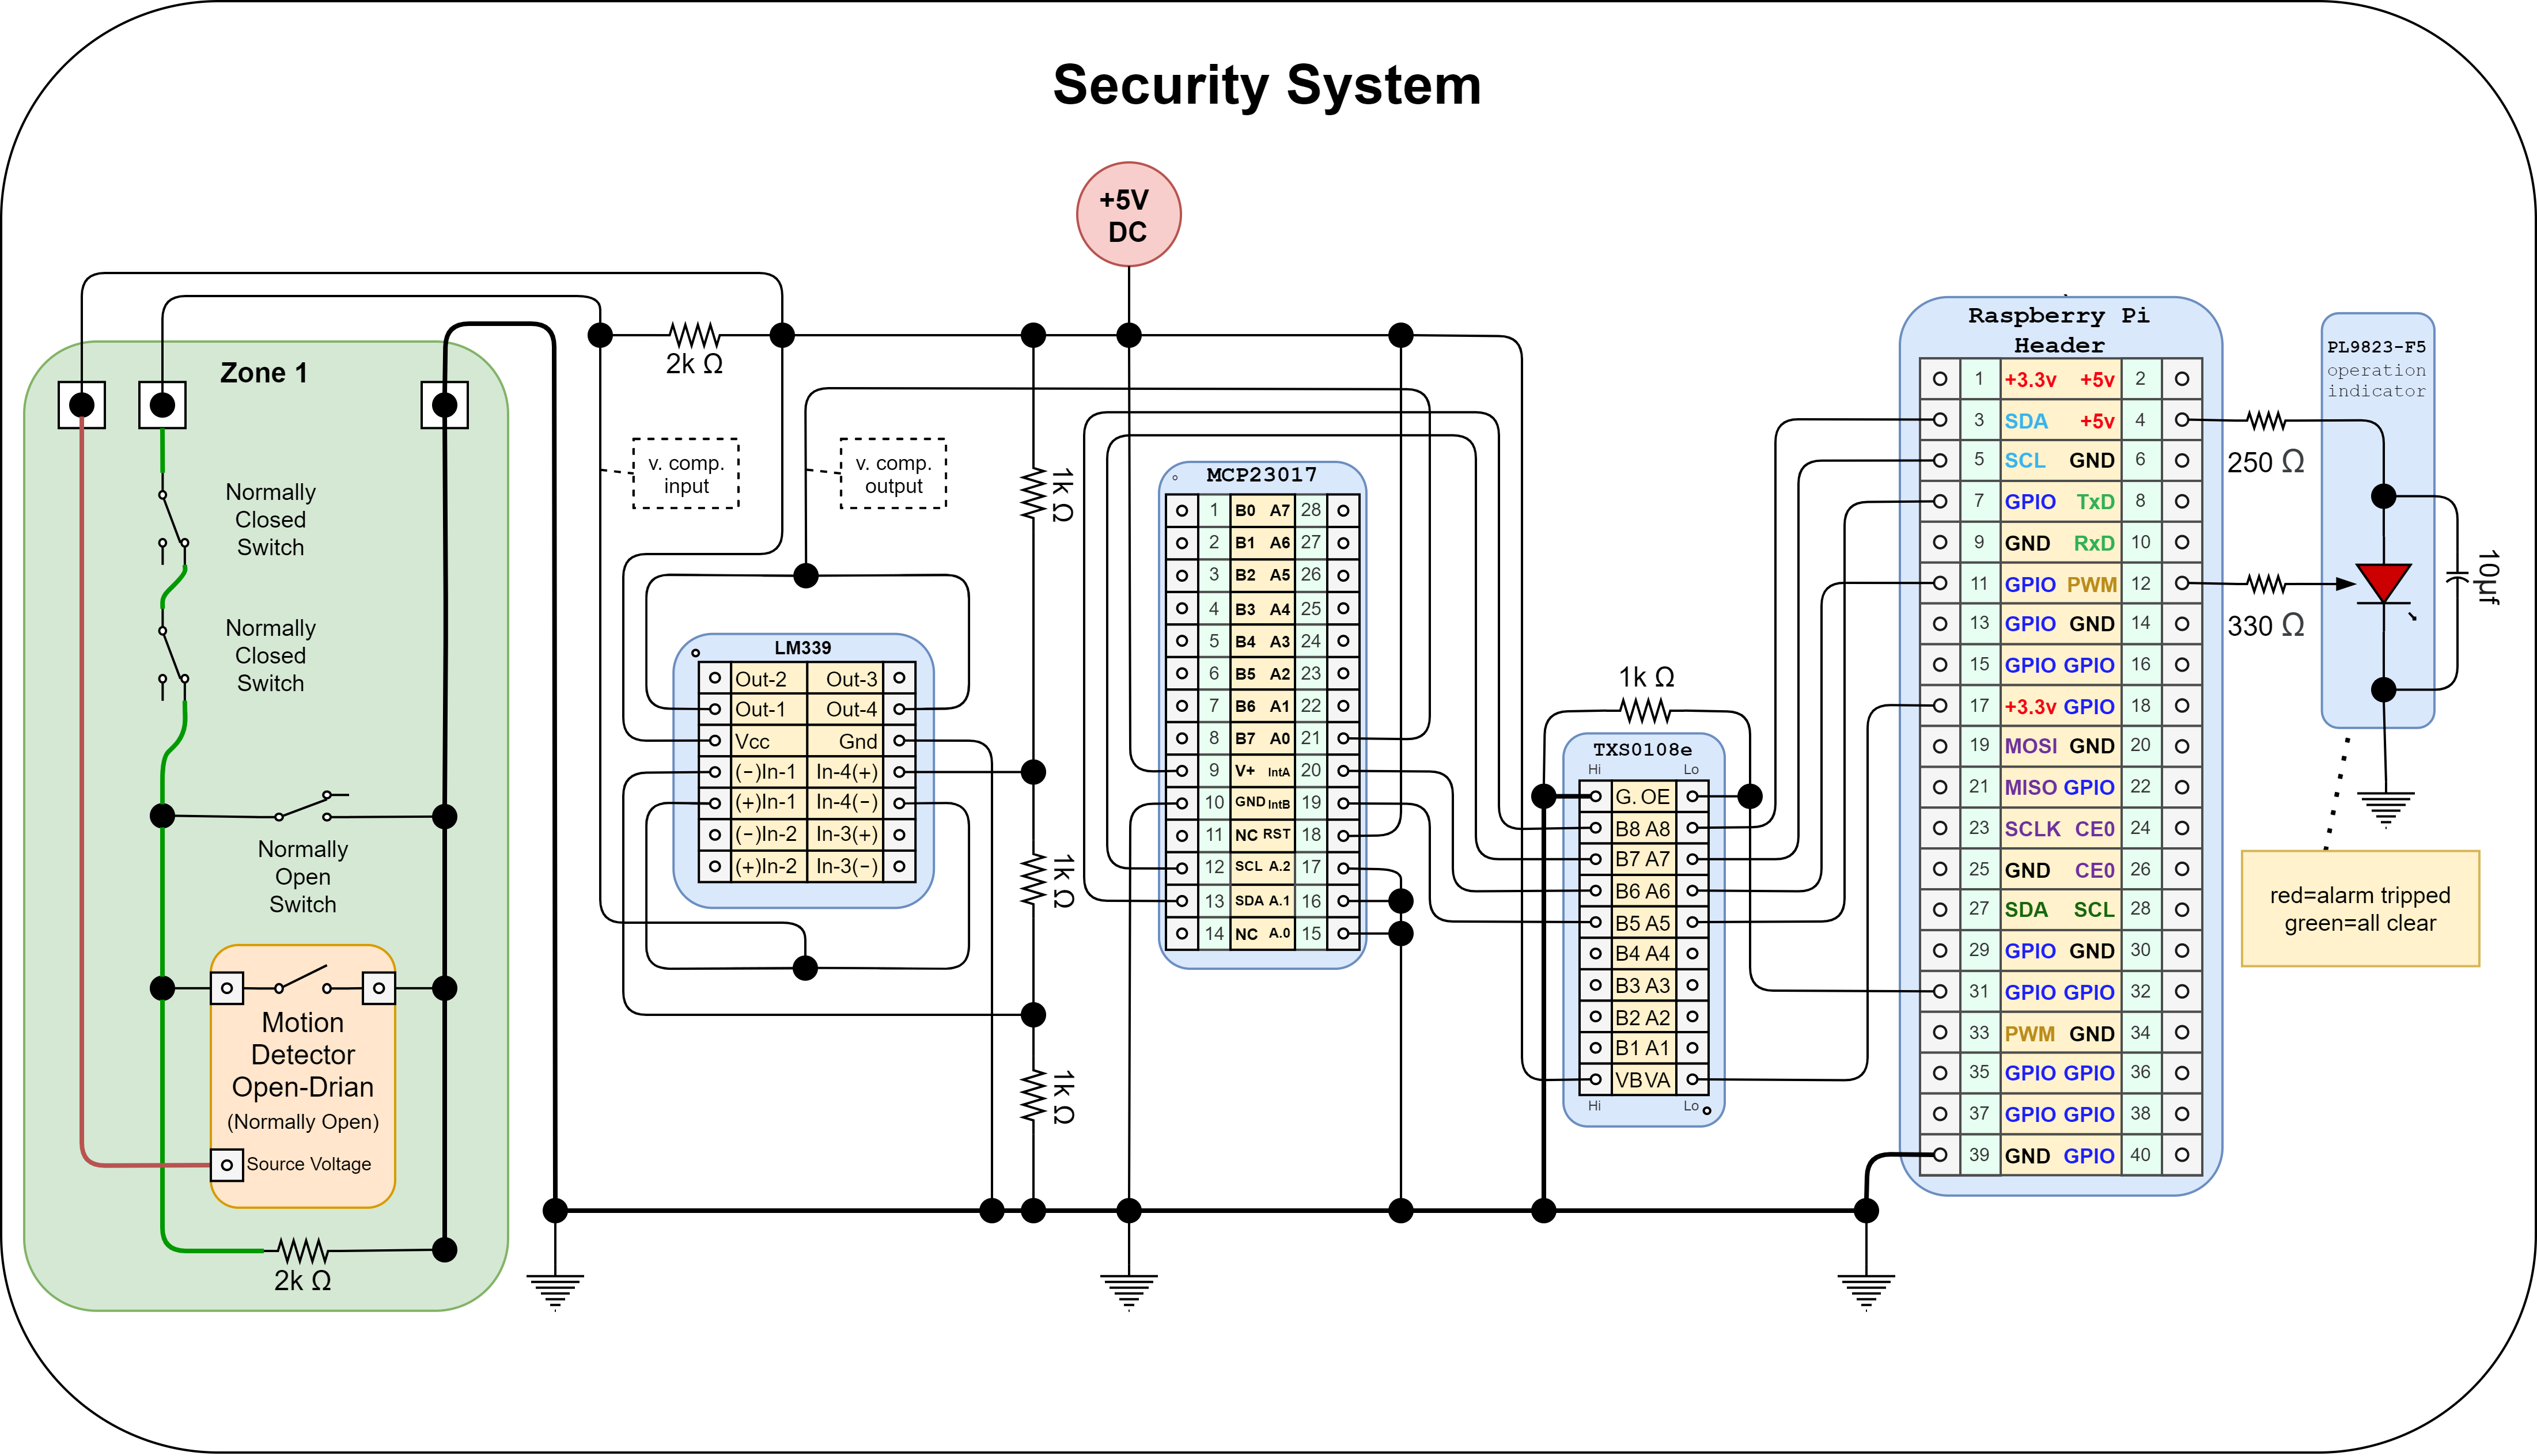 Security System
+5V
DC
Zone 1
Normally
Closed
Switch
Normally
Closed
Switch
Normally
Open
Switch
Motion
Detector
Open-Drian
(Normally Open)
Source Voltage
2k Ω
2k Ω
v. comp.
input
v. comp.
output
LM339
Out-2 Out-3
Out-1 Out-4
Vcc Gnd
(−)In-1 In-4(+)
(+)In-1 In-4(−)
(−)In-2 In-3(+)
(+)In-2 In-3(−)
1k Ω
1k Ω
1k Ω
MCP23017
1 B0 A7 28
2 B1 A6 27
3 B2 A5 26
4 B3 A4 25
5 B4 A3 24
6 B5 A2 23
7 B6 A1 22
8 B7 A0 21
9 V+ IntA 20
10 GND IntB 19
11 NC RST 18
12 SCL A.2 17
13 SDA A.1 16
14 NC A.0 15
1k Ω
TXS0108e
Hi Lo
G. OE
B8 A8
B7 A7
B6 A6
B5 A5
B4 A4
B3 A3
B2 A2
B1 A1
VB VA
Hi Lo
Raspberry Pi
Header
1 +3.3v +5v 2
3 SDA +5v 4
5 SCL GND 6
7 GPIO TxD 8
9 GND RxD 10
11 GPIO PWM 12
13 GPIO GND 14
15 GPIO GPIO 16
17 +3.3v GPIO 18
19 MOSI GND 20
21 MISO GPIO 22
23 SCLK CE0 24
25 GND CE0 26
27 SDA SCL 28
29 GPIO GND 30
31 GPIO GPIO 32
33 PWM GND 34
35 GPIO GPIO 36
37 GPIO GPIO 38
39 GND GPIO 40
250 Ω
330 Ω
PL9823-F5
operation
indicator
10μf
red=alarm tripped
green=all clear